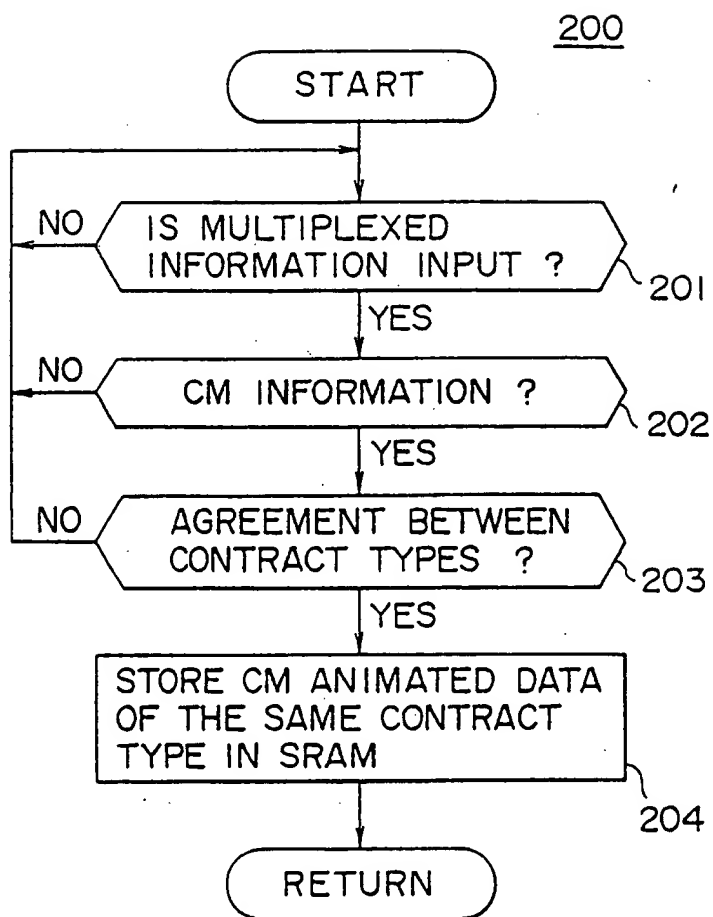 200
START
NO
IS MULTIPLEXED
INFORMATION INPUT ?
201
YES
NO
CM INFORMATION ?
202
YES
NO
AGREEMENT BETWEEN
CONTRACT TYPES ?
203
YES
STORE CM ANIMATED DATA
OF THE SAME CONTRACT
TYPE IN SRAM
204
RETURN